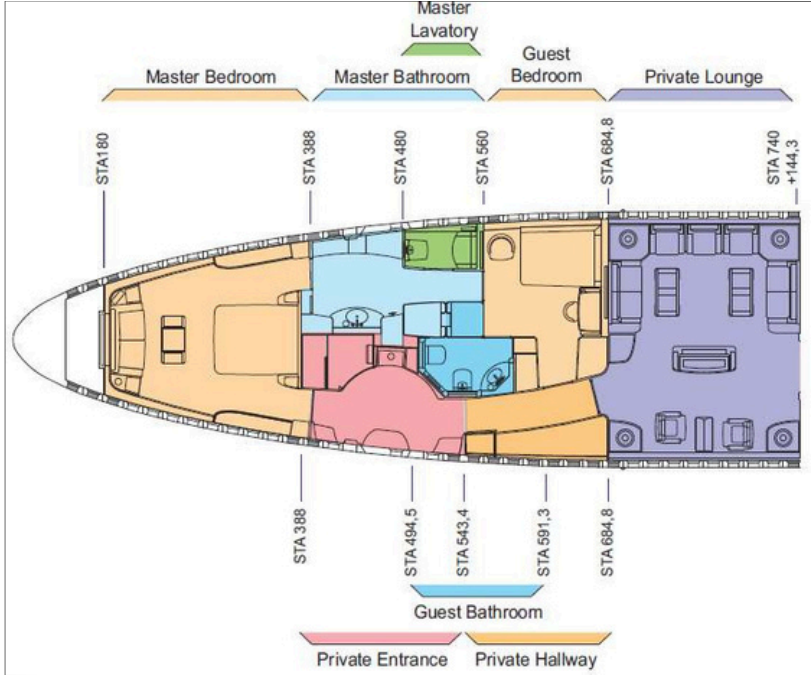 Master
Lavatory
Master Bedroom
Master Bathroom
Guest
Bedroom
Private Lounge
STA180
STA 388
STA 480
STA 560
STA 684,8
STA 740
+144,3
STA 388
STA 494,5
STA 543,4
STA 591,3
STA 684,8
Guest Bathroom
Private Entrance
Private Hallway